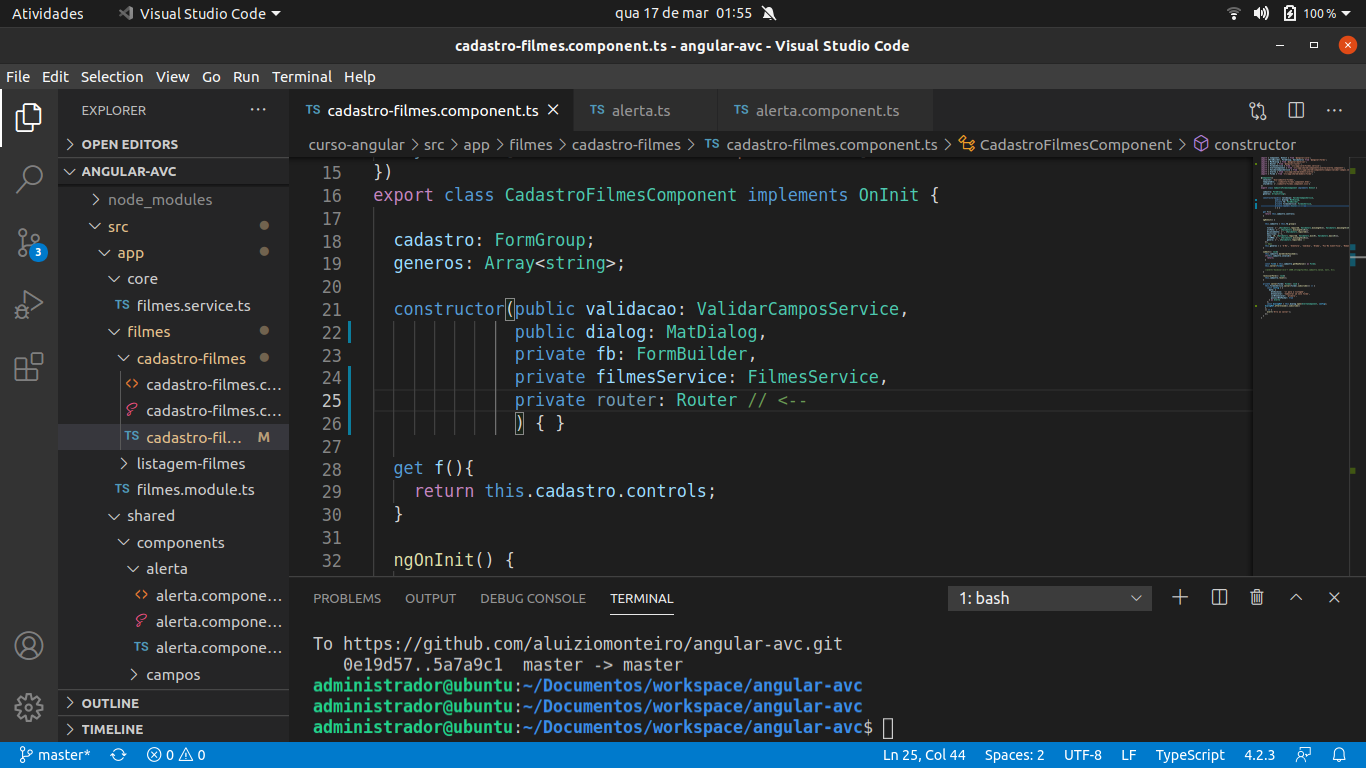 Atividades
Visual Studio Code
qua 17 de mar 01:55
100 %
cadastro-filmes.component.ts - angular-avc - Visual Studio Code
File Edit Selection View Go Run Terminal Help
EXPLORER
OPEN EDITORS
ANGULAR-AVC
node_modules
src
app
core
TS filmes.service.ts
filmes
cadastro-filmes
cadastro-filmes.c...
cadastro-filmes.c...
TS cadastro-fil... M
listagem-filmes
TS filmes.module.ts
shared
components
alerta
alerta.compone...
alerta.compone...
TS alerta.compone...
campos
OUTLINE
TIMELINE
3
TS cadastro-filmes.component.ts
TS alerta.ts
TS alerta.component.ts
curso-angular > src > app > filmes > cadastro-filmes > TS cadastro-filmes.component.ts > CadastroFilmesComponent > constructor
15 })
16 export class CadastroFilmesComponent implements OnInit {
17
18 cadastro: FormGroup;
19 generos: Array<string>;
20
21 constructor(public validacao: ValidarCamposService,
22 public dialog: MatDialog,
23 private fb: FormBuilder,
24 private filmesService: FilmesService,
25 private router: Router // <--
26 ) { }
27
28 get f(){
29 return this.cadastro.controls;
30 }
31
32 ngOnInit() {
PROBLEMS OUTPUT DEBUG CONSOLE TERMINAL
1: bash
To https://github.com/aluiziomonteiro/angular-avc.git
0e19d57..5a7a9c1 master -> master
administrador@ubuntu:~/Documentos/workspace/angular-avc
administrador@ubuntu:~/Documentos/workspace/angular-avc
administrador@ubuntu:~/Documentos/workspace/angular-avc$
master* 0 0
Ln 25, Col 44 Spaces: 2 UTF-8 LF TypeScript 4.2.3